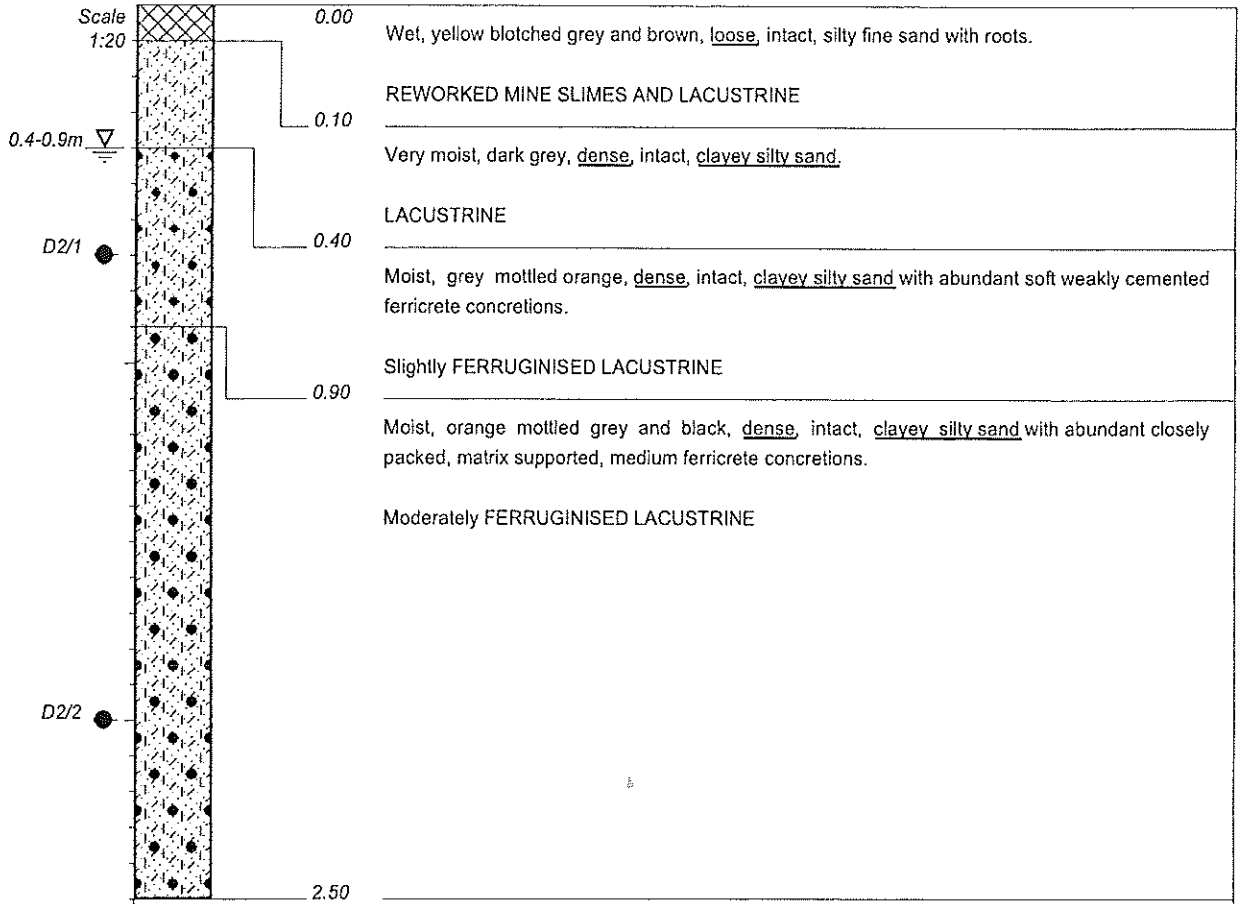 Scale
1:20
0.00
Wet, yellow blotched grey and brown, loose, intact, silty fine sand with roots.
REWORKED MINE SLIMES AND LACUSTRINE
0.10
0.4-0.9m
Very moist, dark grey, dense, intact, clayey silty sand.
LACUSTRINE
0.40
D2/1
Moist, grey mottled orange, dense, intact, clayey silty sand with abundant soft weakly cemented
ferricrete concretions.
Slightly FERRUGINISED LACUSTRINE
0.90
Moist, orange mottled grey and black, dense, intact, clayey silty sand with abundant closely
packed, matrix supported, medium ferricrete concretions.
Moderately FERRUGINISED LACUSTRINE
D2/2
2.50